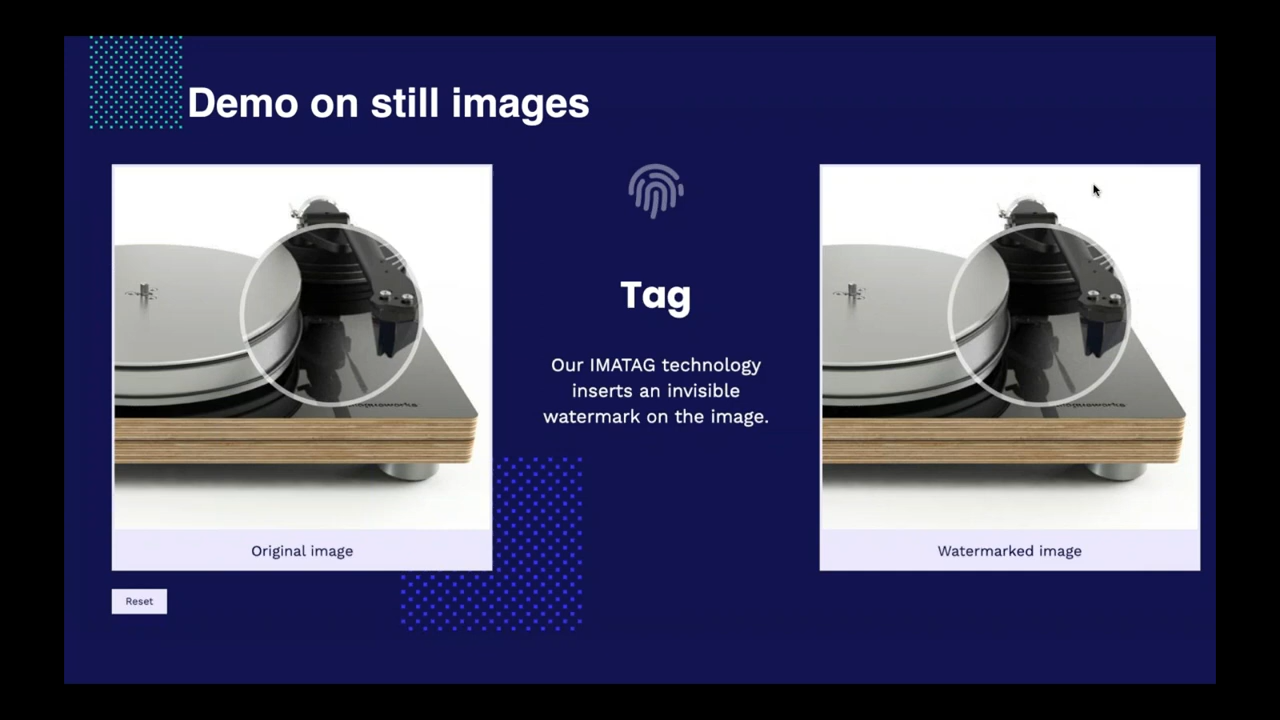 Demo on still images
Tag
Our IMATAG technology
inserts an invisible
watermark on the image.
Original image
Watermarked image
Reset